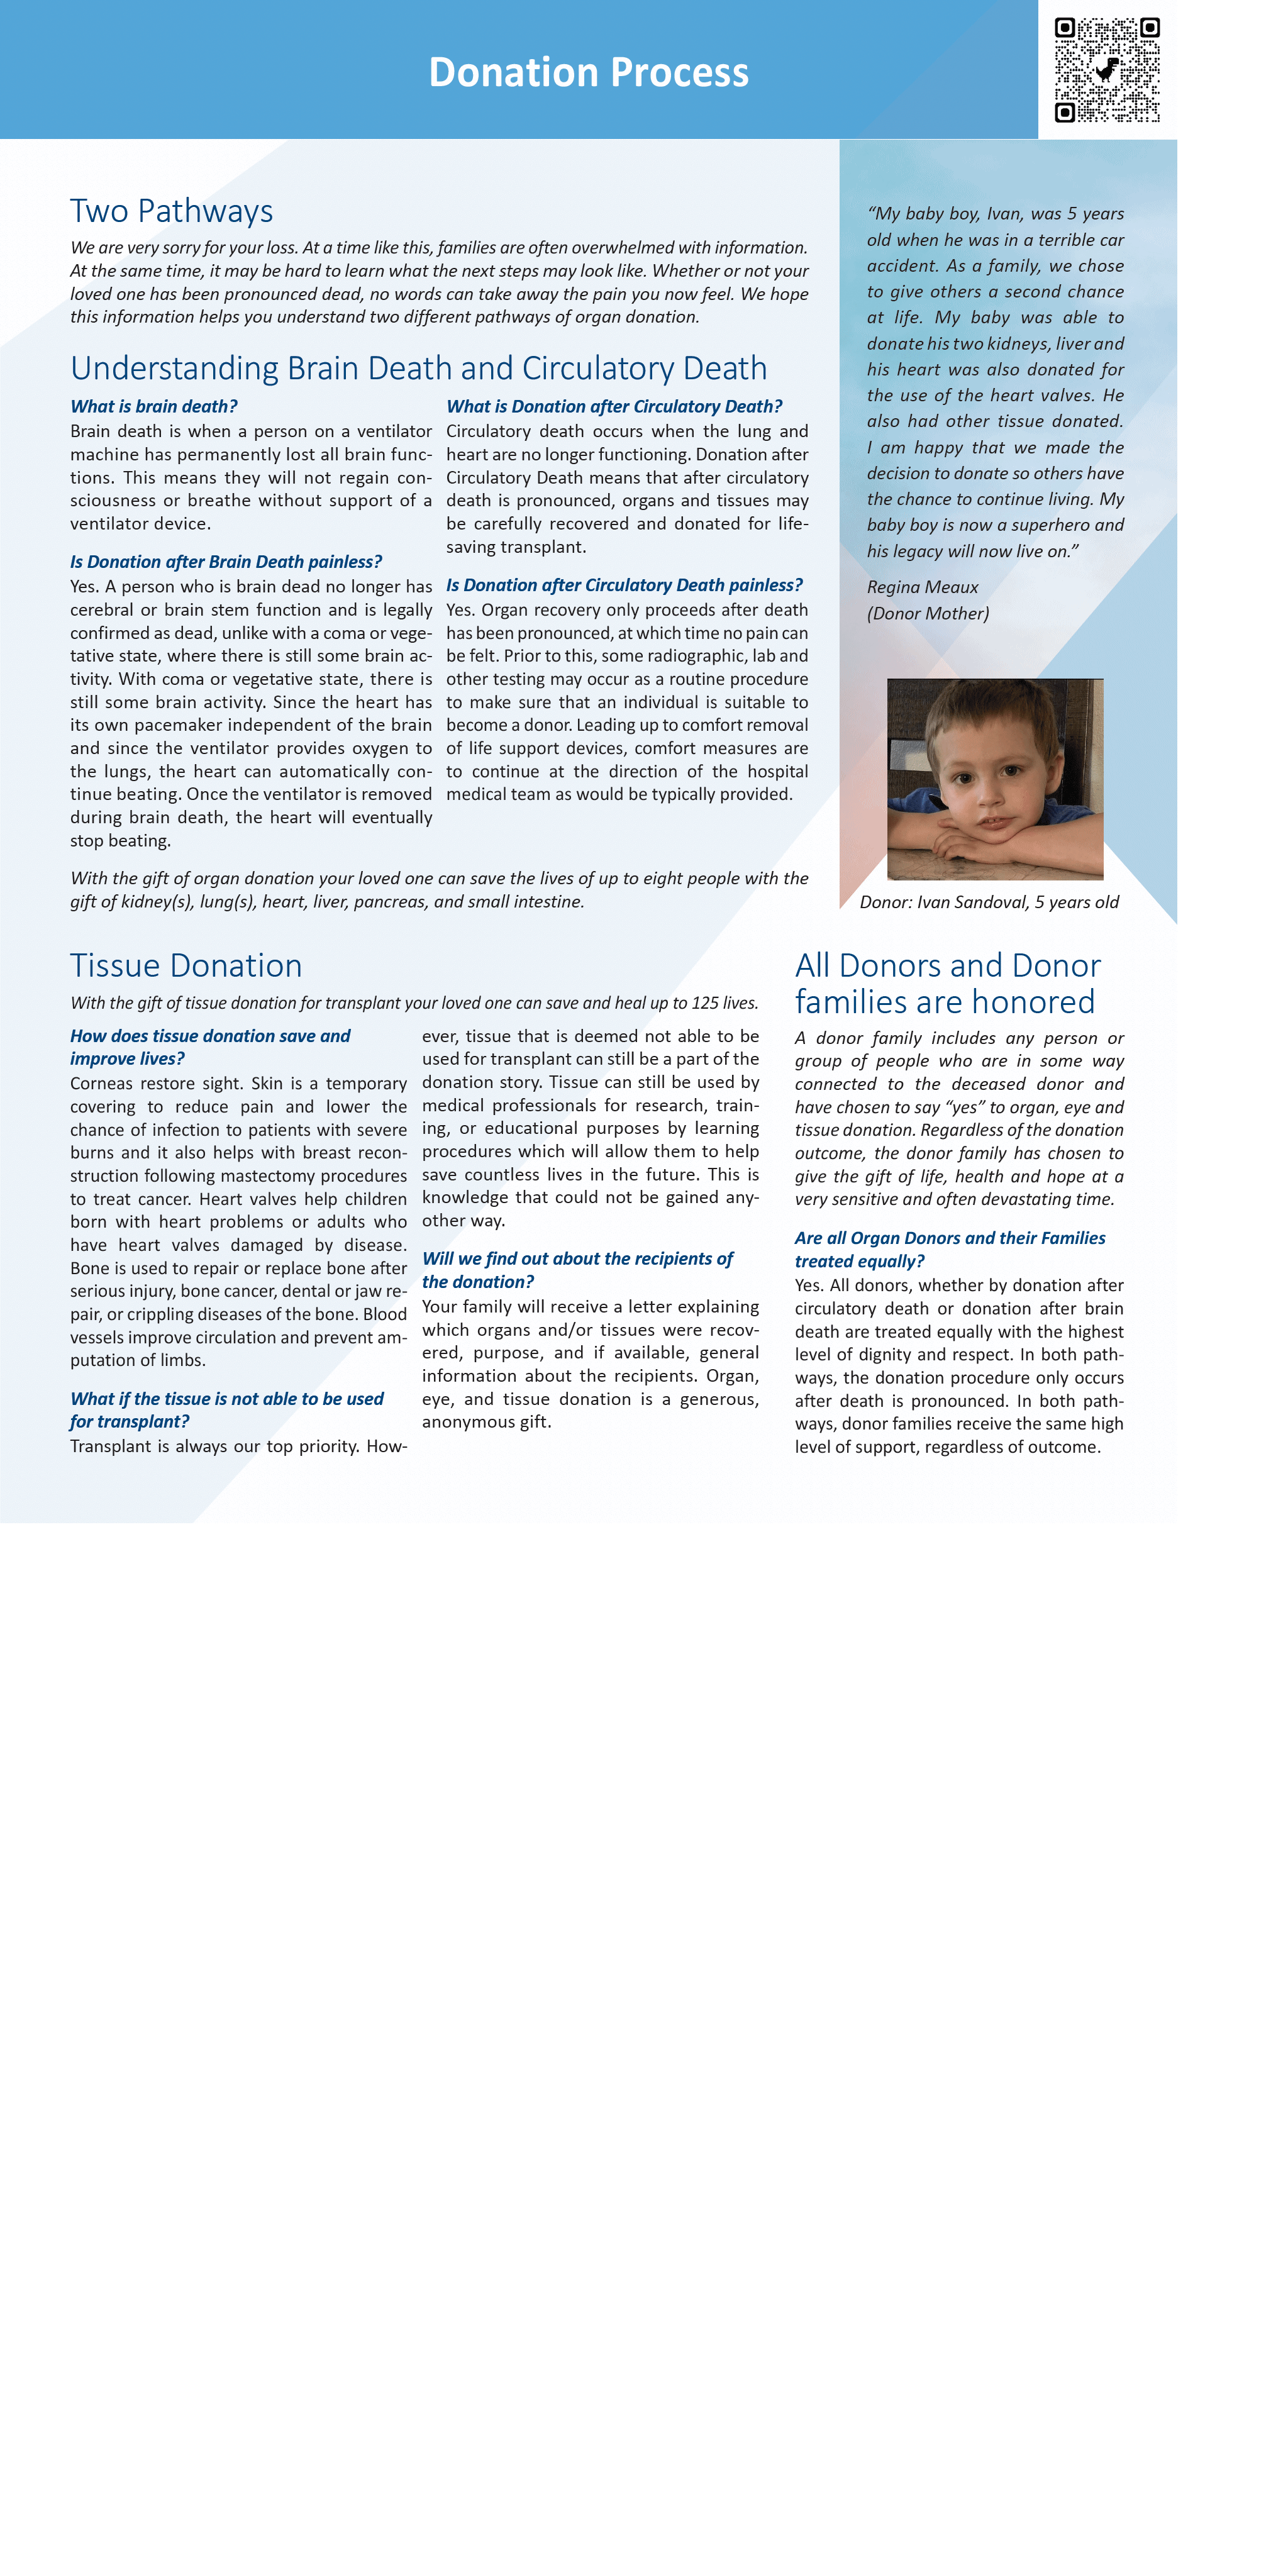 Donation Process
Two Pathways
We are very sorry for your loss. At a time like this, families are often overwhelmed with information.
At the same time, it may be hard to learn what the next steps may look like. Whether or not your
loved one has been pronounced dead, no words can take away the pain you now feel. We hope
this information helps you understand two different pathways of organ donation.
Understanding Brain Death and Circulatory Death
What is brain death?
Brain death is when a person on a ventilator
machine has permanently lost all brain func-
tions. This means they will not regain con-
sciousness or breathe without support of a
ventilator device.
Is Donation after Brain Death painless?
Yes. A person who is brain dead no longer has
cerebral or brain stem function and is legally
confirmed as dead, unlike with a coma or vege-
tative state, where there is still some brain ac-
tivity. With coma or vegetative state, there is
still some brain activity. Since the heart has
its own pacemaker independent of the brain
and since the ventilator provides oxygen to
the lungs, the heart can automatically con-
tinue beating. Once the ventilator is removed
during brain death, the heart will eventually
stop beating.
What is Donation after Circulatory Death?
Circulatory death occurs when the lung and
heart are no longer functioning. Donation after
Circulatory Death means that after circulatory
death is pronounced, organs and tissues may
be carefully recovered and donated for life-
saving transplant.
Is Donation after Circulatory Death painless?
Yes. Organ recovery only proceeds after death
has been pronounced, at which time no pain can
be felt. Prior to this, some radiographic, lab and
other testing may occur as a routine procedure
to make sure that an individual is suitable to
become a donor. Leading up to comfort removal
of life support devices, comfort measures are
to continue at the direction of the hospital
medical team as would be typically provided.
With the gift of organ donation your loved one can save the lives of up to eight people with the
gift of kidney(s), lung(s), heart, liver, pancreas, and small intestine.
“My baby boy, Ivan, was 5 years
old when he was in a terrible car
accident. As a family, we chose
to give others a second chance
at life. My baby was able to
donate his two kidneys, liver and
his heart was also donated for
the use of the heart valves. He
also had other tissue donated.
I am happy that we made the
decision to donate so others have
the chance to continue living. My
baby boy is now a superhero and
his legacy will now live on.”
Regina Meaux
(Donor Mother)
Donor: Ivan Sandoval, 5 years old
Tissue Donation
With the gift of tissue donation for transplant your loved one can save and heal up to 125 lives.
How does tissue donation save and
improve lives?
Corneas restore sight. Skin is a temporary
covering to reduce pain and lower the
chance of infection to patients with severe
burns and it also helps with breast recon-
struction following mastectomy procedures
to treat cancer. Heart valves help children
born with heart problems or adults who
have heart valves damaged by disease.
Bone is used to repair or replace bone after
serious injury, bone cancer, dental or jaw re-
pair, or crippling diseases of the bone. Blood
vessels improve circulation and prevent am-
putation of limbs.
What if the tissue is not able to be used
for transplant?
Transplant is always our top priority. How-
ever, tissue that is deemed not able to be
used for transplant can still be a part of the
donation story. Tissue can still be used by
medical professionals for research, train-
ing, or educational purposes by learning
procedures which will allow them to help
save countless lives in the future. This is
knowledge that could not be gained any-
other way.
Will we find out about the recipients of
the donation?
Your family will receive a letter explaining
which organs and/or tissues were recov-
ered, purpose, and if available, general
information about the recipients. Organ,
eye, and tissue donation is a generous,
anonymous gift.
All Donors and Donor
families are honored
A donor family includes any person or
group of people who are in some way
connected to the deceased donor and
have chosen to say “yes” to organ, eye and
tissue donation. Regardless of the donation
outcome, the donor family has chosen to
give the gift of life, health and hope at a
very sensitive and often devastating time.
Are all Organ Donors and their Families
treated equally?
Yes. All donors, whether by donation after
circulatory death or donation after brain
death are treated equally with the highest
level of dignity and respect. In both path-
ways, the donation procedure only occurs
after death is pronounced. In both path-
ways, donor families receive the same high
level of support, regardless of outcome.